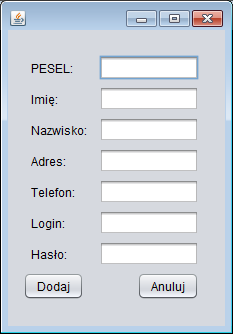 PESEL:
Imię:
Nazwisko:
Adres:
Telefon:
Login:
Hasło:
Dodaj Anuluj